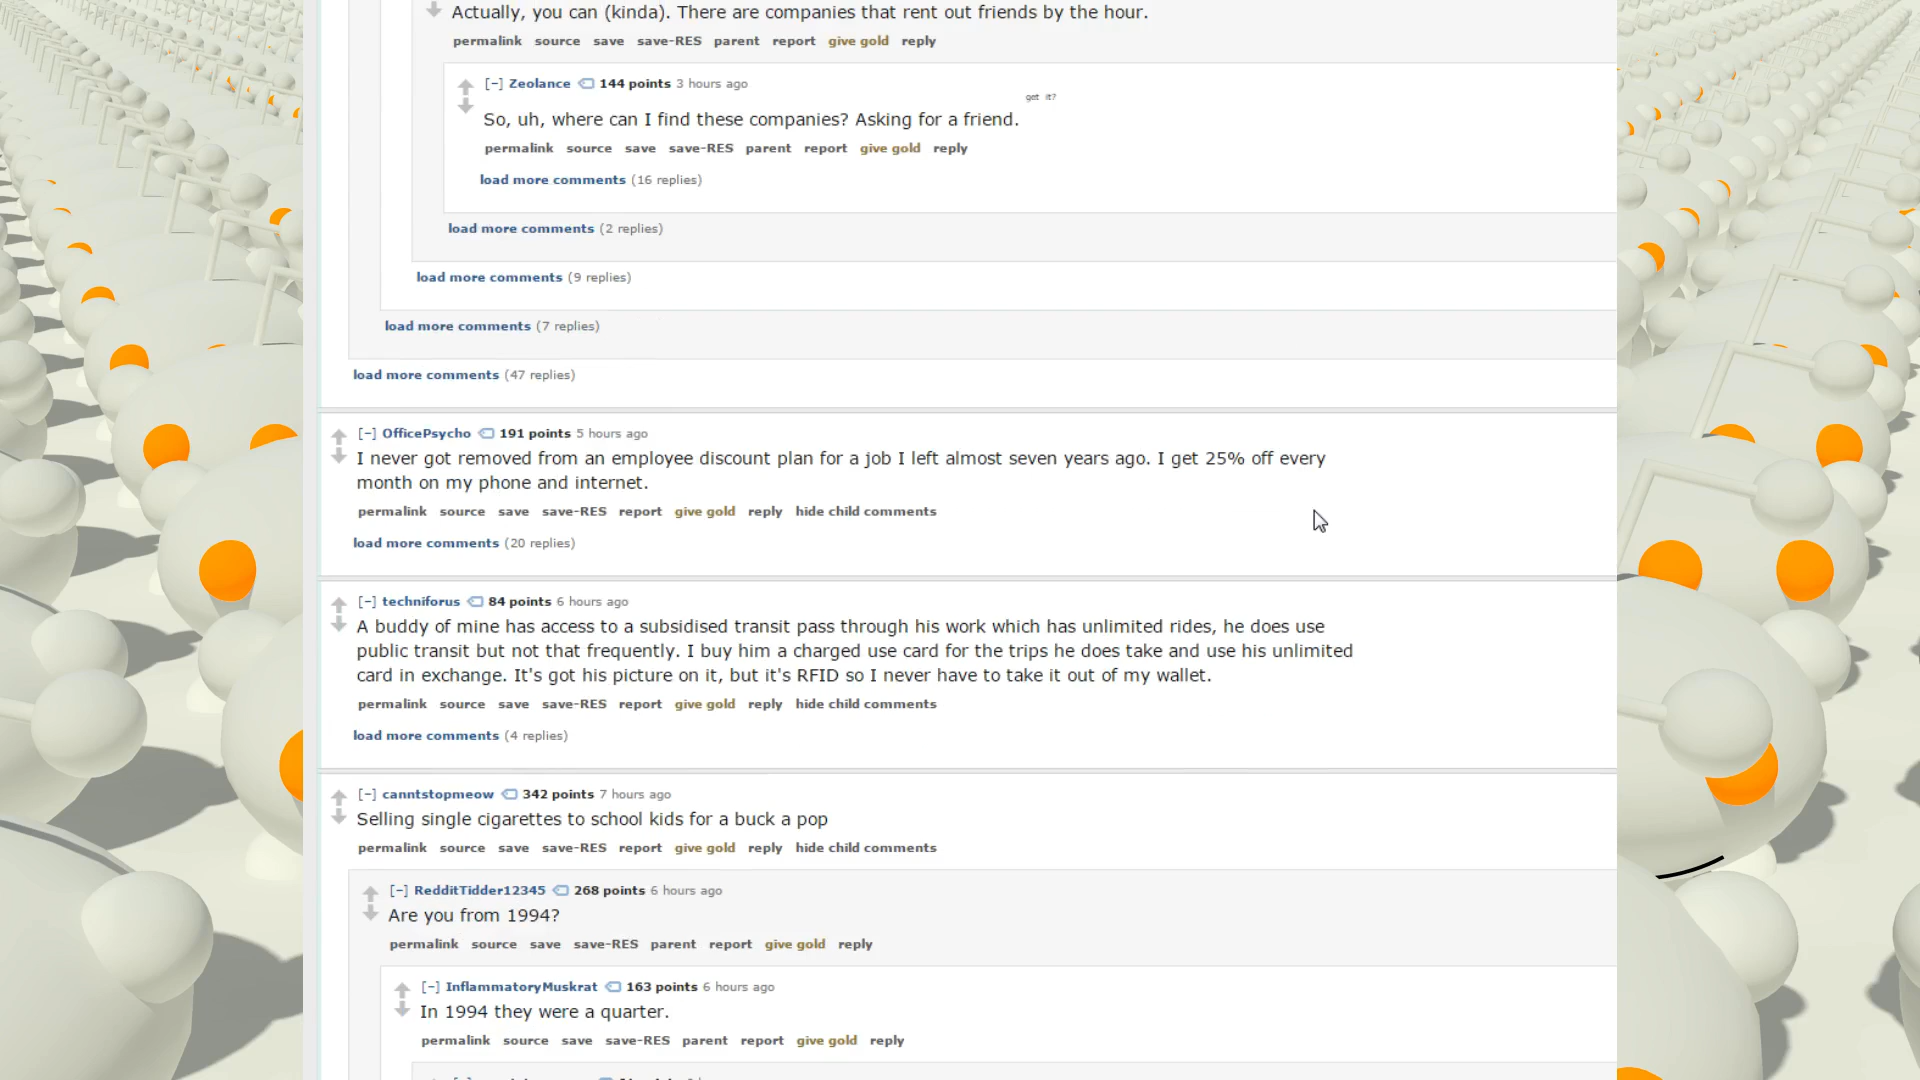 Actually, you can (kinda). There are companies that rent out friends by the hour.
permalink source save save-RES parent report give gold reply
[–] Zeolance 144 points 3 hours ago
get it?
So, uh, where can I find these companies? Asking for a friend.
permalink source save save-RES parent report give gold reply
load more comments (16 replies)
load more comments (2 replies)
load more comments (9 replies)
load more comments (7 replies)
load more comments (47 replies)
[–] OfficePsycho 191 points 5 hours ago
I never got removed from an employee discount plan for a job I left almost seven years ago. I get 25% off every
month on my phone and internet.
permalink source save save-RES report give gold reply hide child comments
load more comments (20 replies)
[–] techniforus 84 points 6 hours ago
A buddy of mine has access to a subsidised transit pass through his work which has unlimited rides, he does use
public transit but not that frequently. I buy him a charged use card for the trips he does take and use his unlimited
card in exchange. It's got his picture on it, but it's RFID so I never have to take it out of my wallet.
permalink source save save-RES report give gold reply hide child comments
load more comments (4 replies)
[–] canntstopmeow 342 points 7 hours ago
Selling single cigarettes to school kids for a buck a pop
permalink source save save-RES report give gold reply hide child comments
[–] RedditTidder12345 268 points 6 hours ago
Are you from 1994?
permalink source save save-RES parent report give gold reply
[–] InflammatoryMuskrat 163 points 6 hours ago
In 1994 they were a quarter.
permalink source save save-RES parent report give gold reply